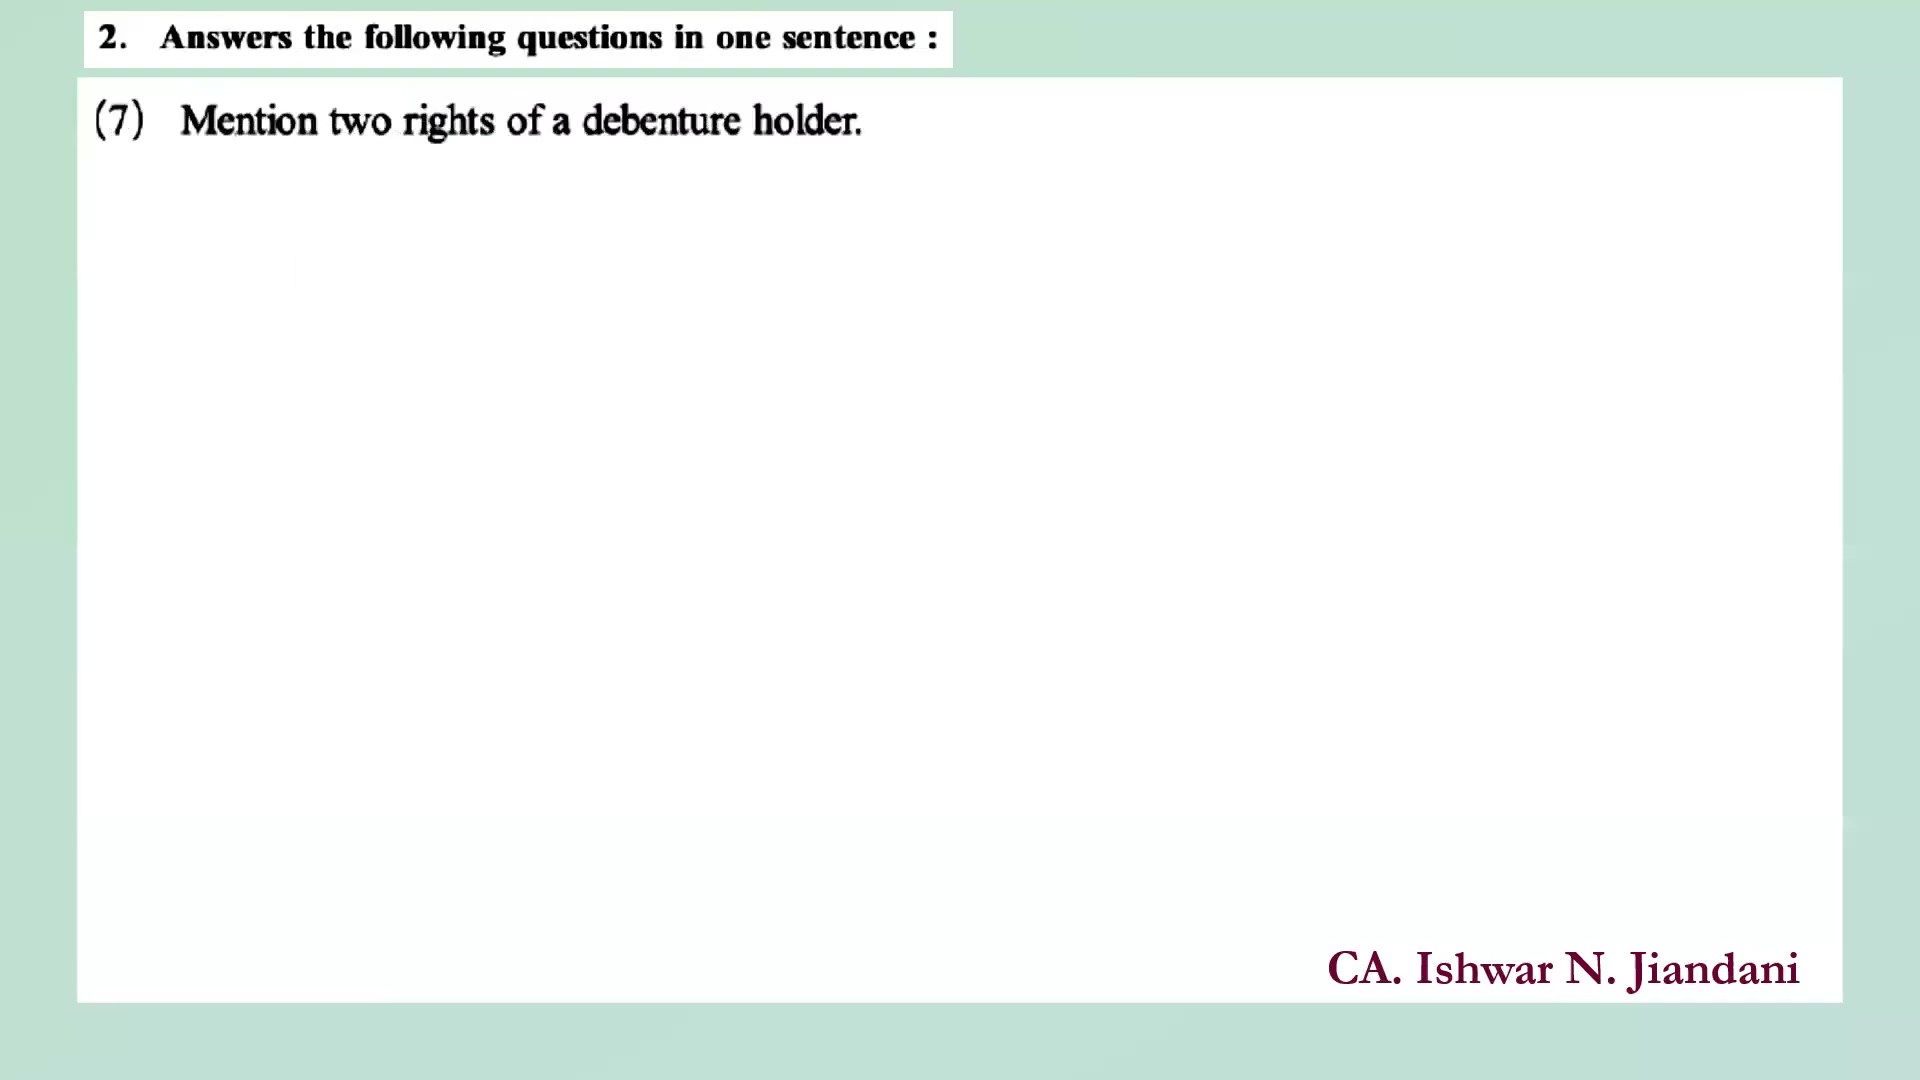 2. Answers the following questions in one sentence :
(7) Mention two rights of a debenture holder.
CA. Ishwar N. Jiandani